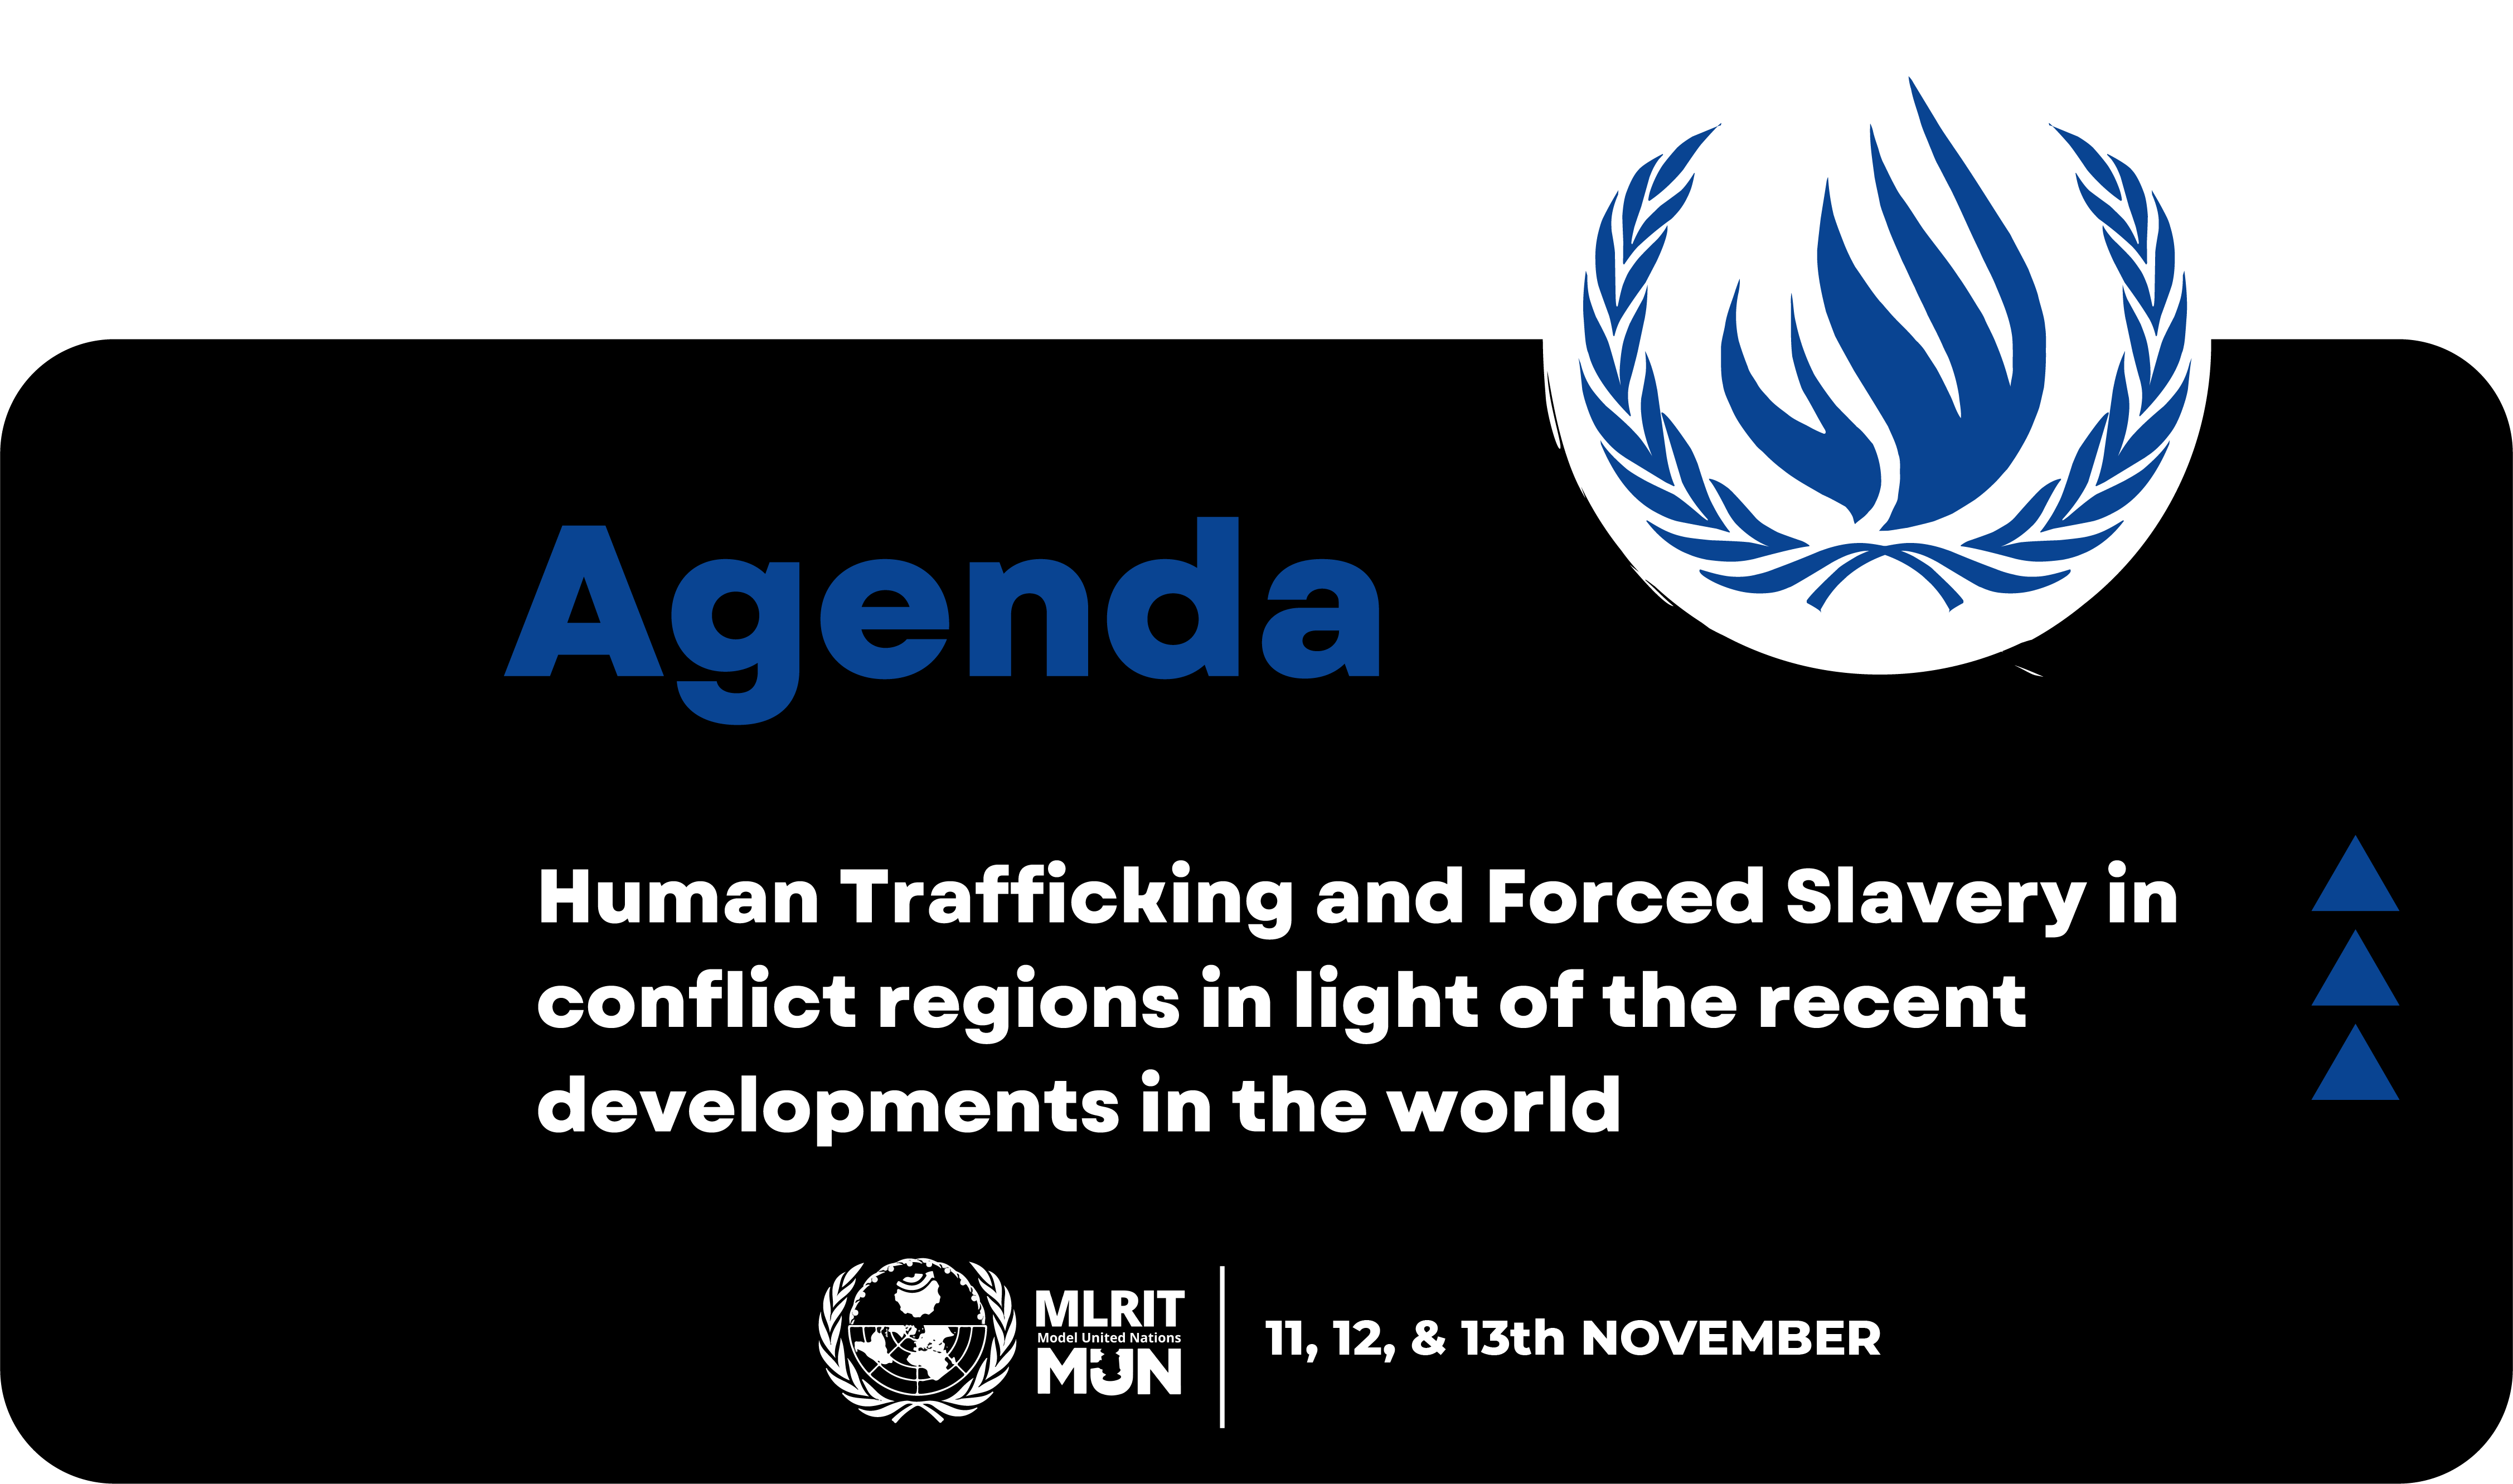 Agenda
Human Trafficking and Forced Slavery in
conflict regions in light of the recent
developments in the world
MLRIT
Model United Nations
MUN
11, 12, & 13th NOVEMBER